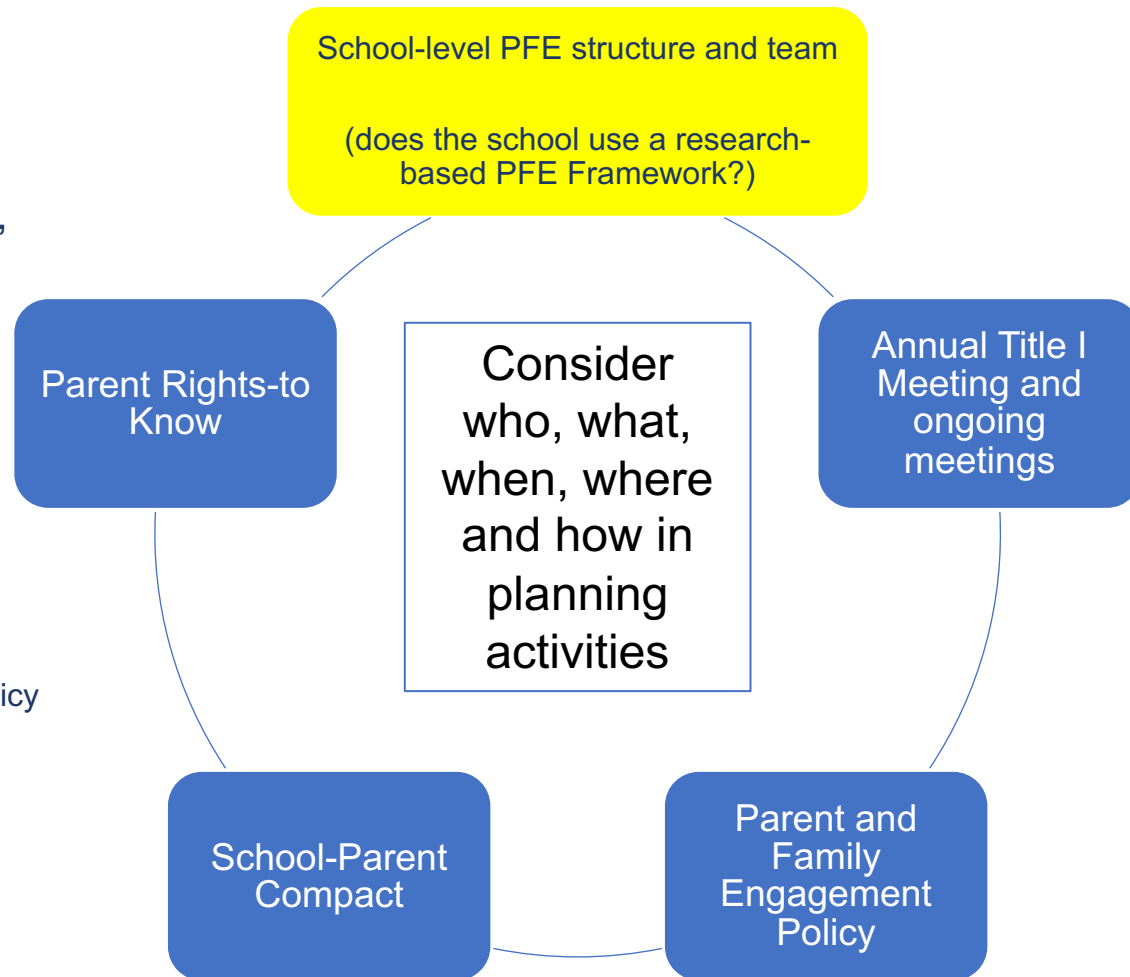 School-level PFE structure and team
(does the school use a research-
based PFE Framework?)
,
Parent Rights-to
Know
Consider
who, what,
when, where
and how in
planning
activities
Annual Title I
Meeting and
ongoing
meetings
icy
School-Parent
Compact
Parent and
Family
Engagement
Policy